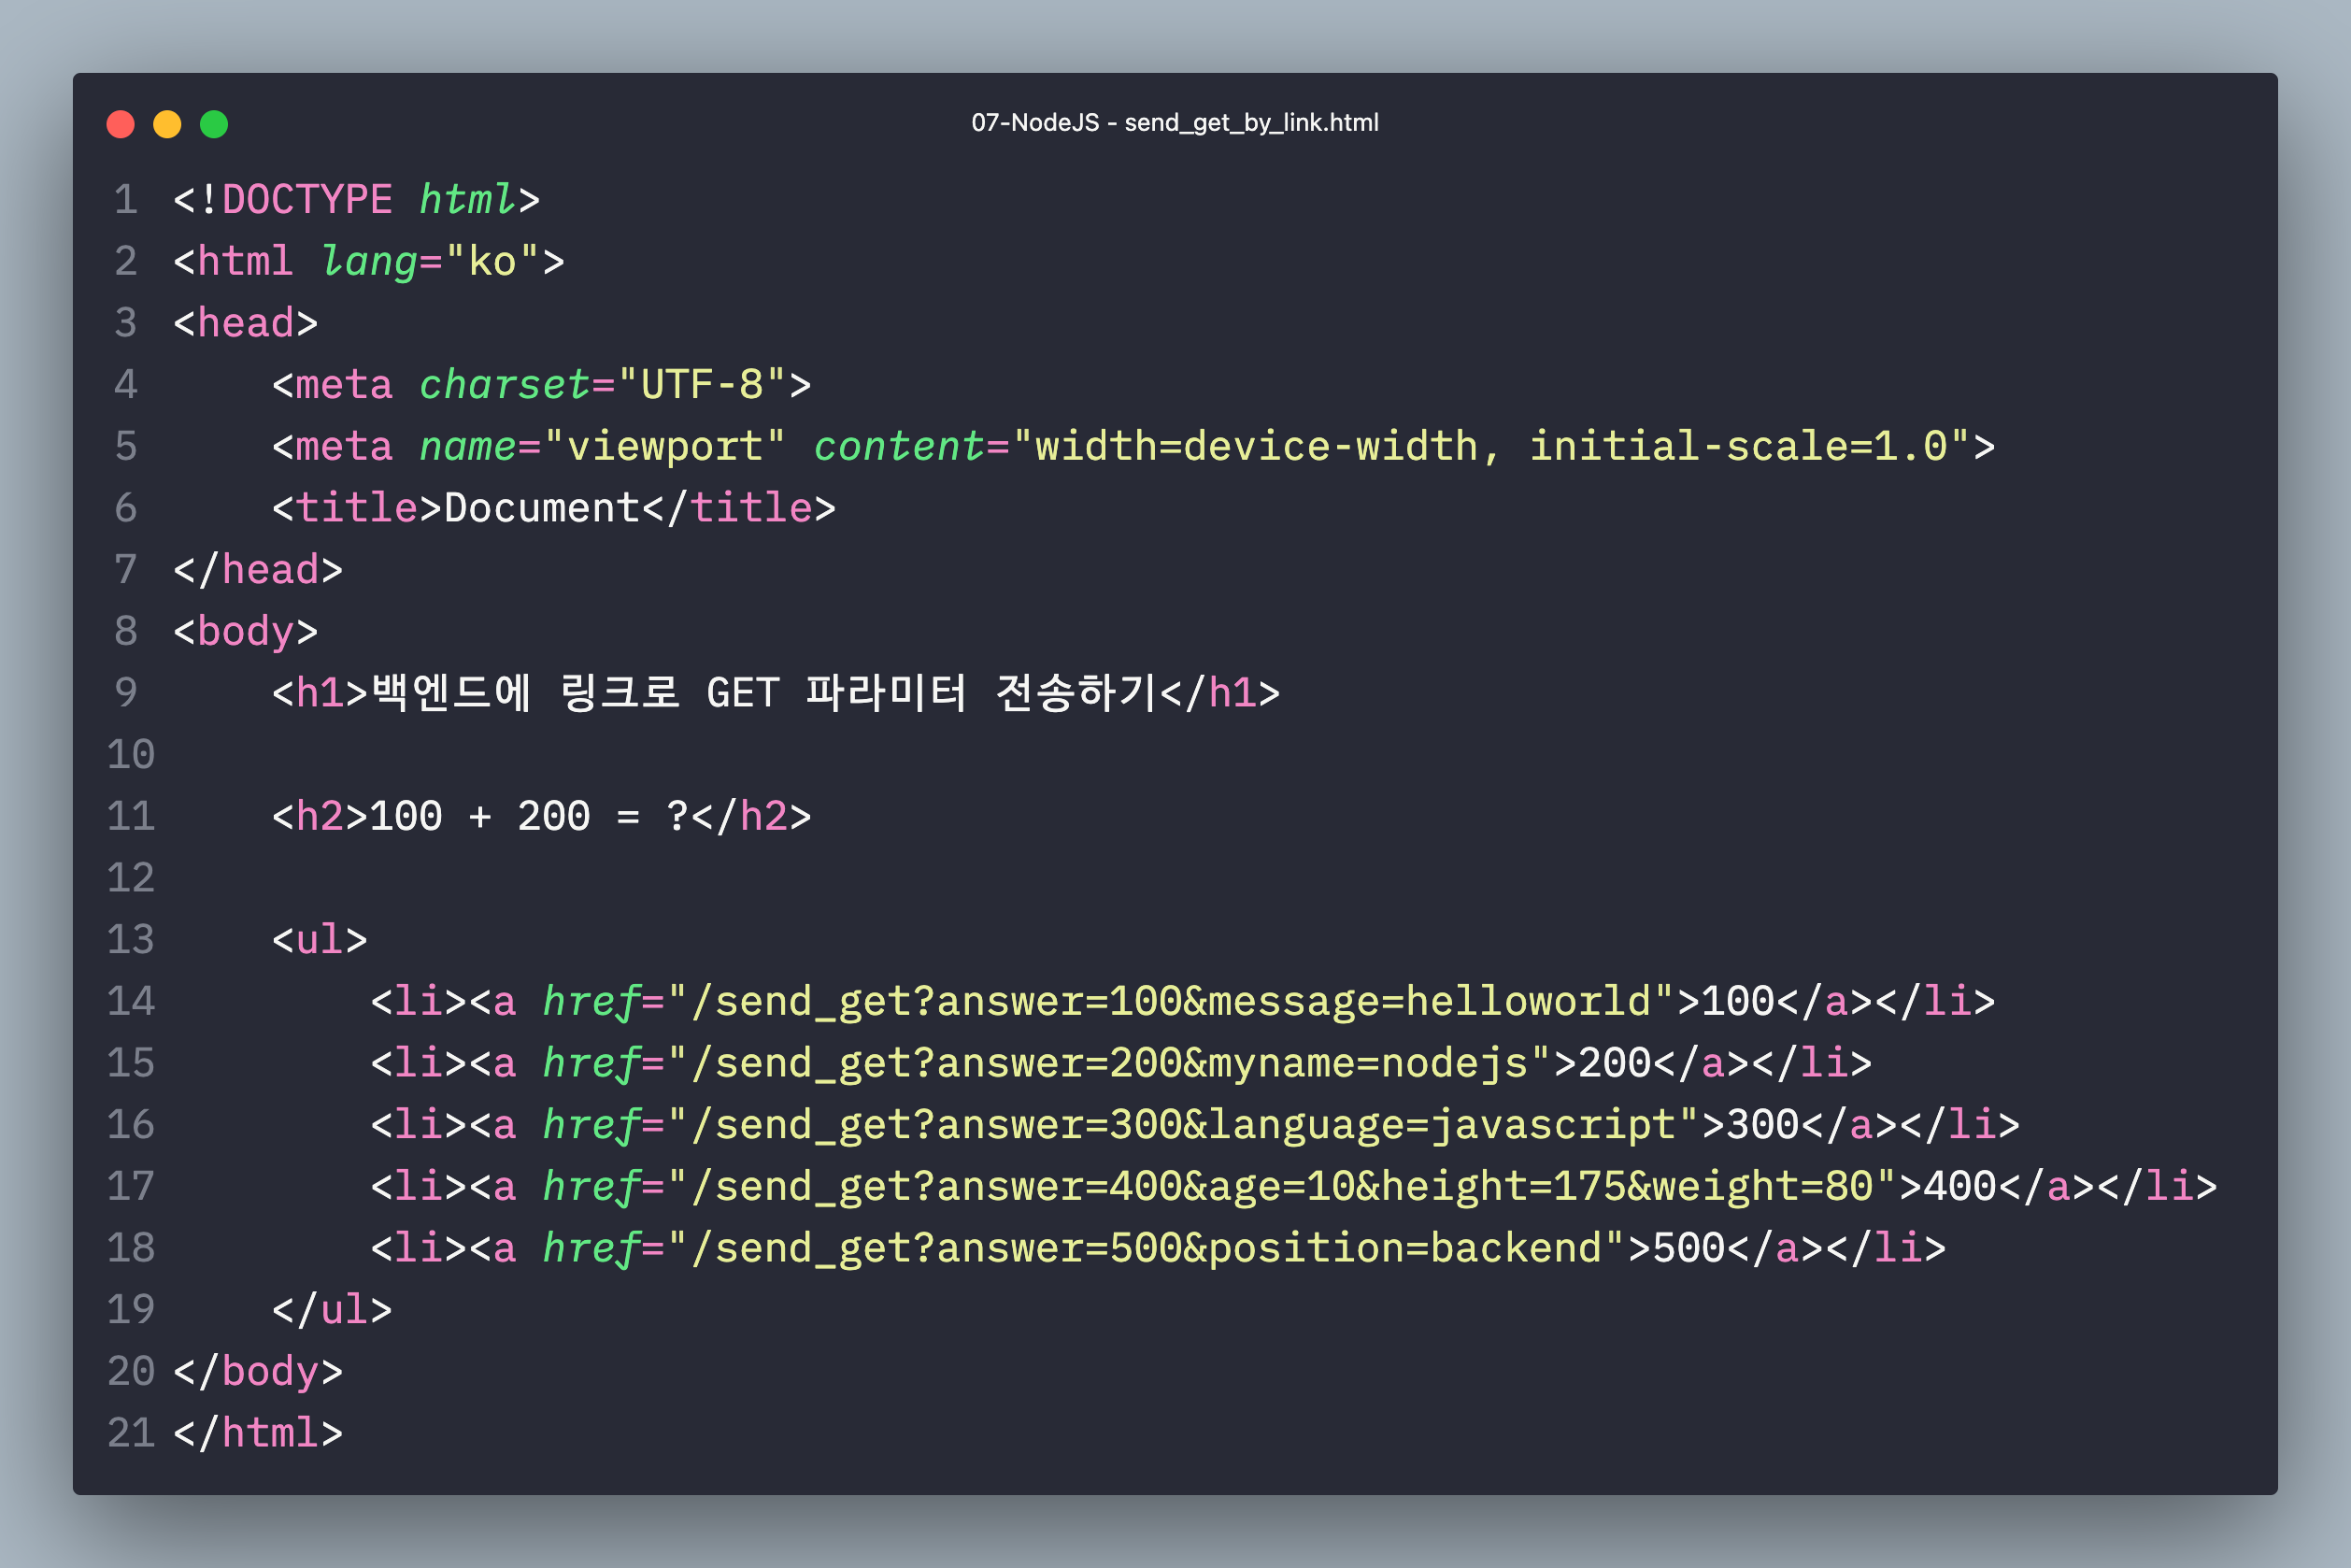 07-NodeJS - send_get_by_link.html
1 <!DOCTYPE html>
2 <html lang="ko">
3 <head>
4     <meta charset="UTF-8">
5     <meta name="viewport" content="width=device-width, initial-scale=1.0">
6     <title>Document</title>
7 </head>
8 <body>
9     <h1>백엔드에 링크로 GET 파라미터 전송하기</h1>
10
11     <h2>100 + 200 = ?</h2>
12
13     <ul>
14         <li><a href="/send_get?answer=100&message=helloworld">100</a></li>
15         <li><a href="/send_get?answer=200&myname=nodejs">200</a></li>
16         <li><a href="/send_get?answer=300&language=javascript">300</a></li>
17         <li><a href="/send_get?answer=400&age=10&height=175&weight=80">400</a></li>
18         <li><a href="/send_get?answer=500&position=backend">500</a></li>
19     </ul>
20 </body>
21 </html>